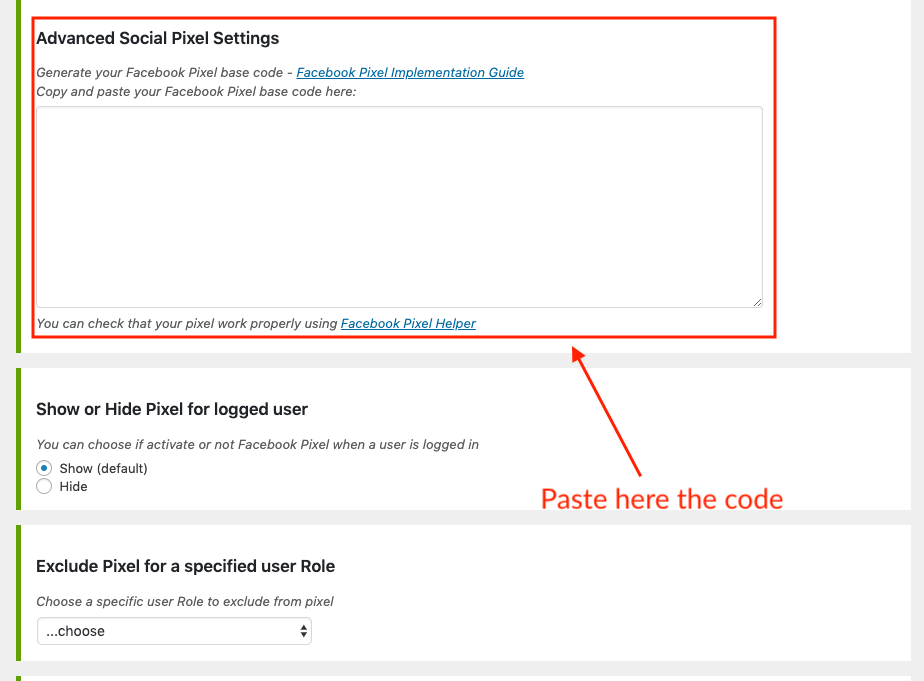 Advanced Social Pixel Settings
Generate your Facebook Pixel base code - Facebook Pixel Implementation Guide
Copy and paste your Facebook Pixel base code here:
You can check that your pixel work properly using Facebook Pixel Helper
Show or Hide Pixel for logged user
You can choose if activate or not Facebook Pixel when a user is logged in
Show (default)
Hide
Paste here the code
Exclude Pixel for a specified user Role
Choose a specific user Role to exclude from pixel
...choose